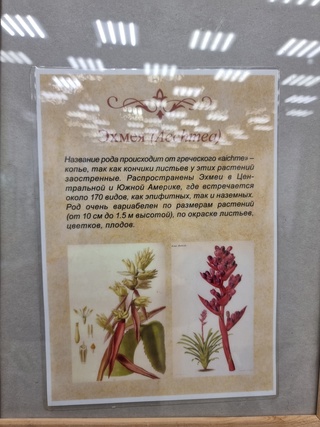 Эхмея (Aechmea)
Название рода происходит от греческого «aichme» –
копье, так как кончики листьев у этих растений
заостренные. Распространены Эхмеи в Цен-
тральной и Южной Америке, где встречается
около 170 видов, как эпифитных, так и наземных.
Род очень вариабелен по размерам растений
(от 10 см до 1.5 м высотой), по окраске листьев,
цветков, плодов.